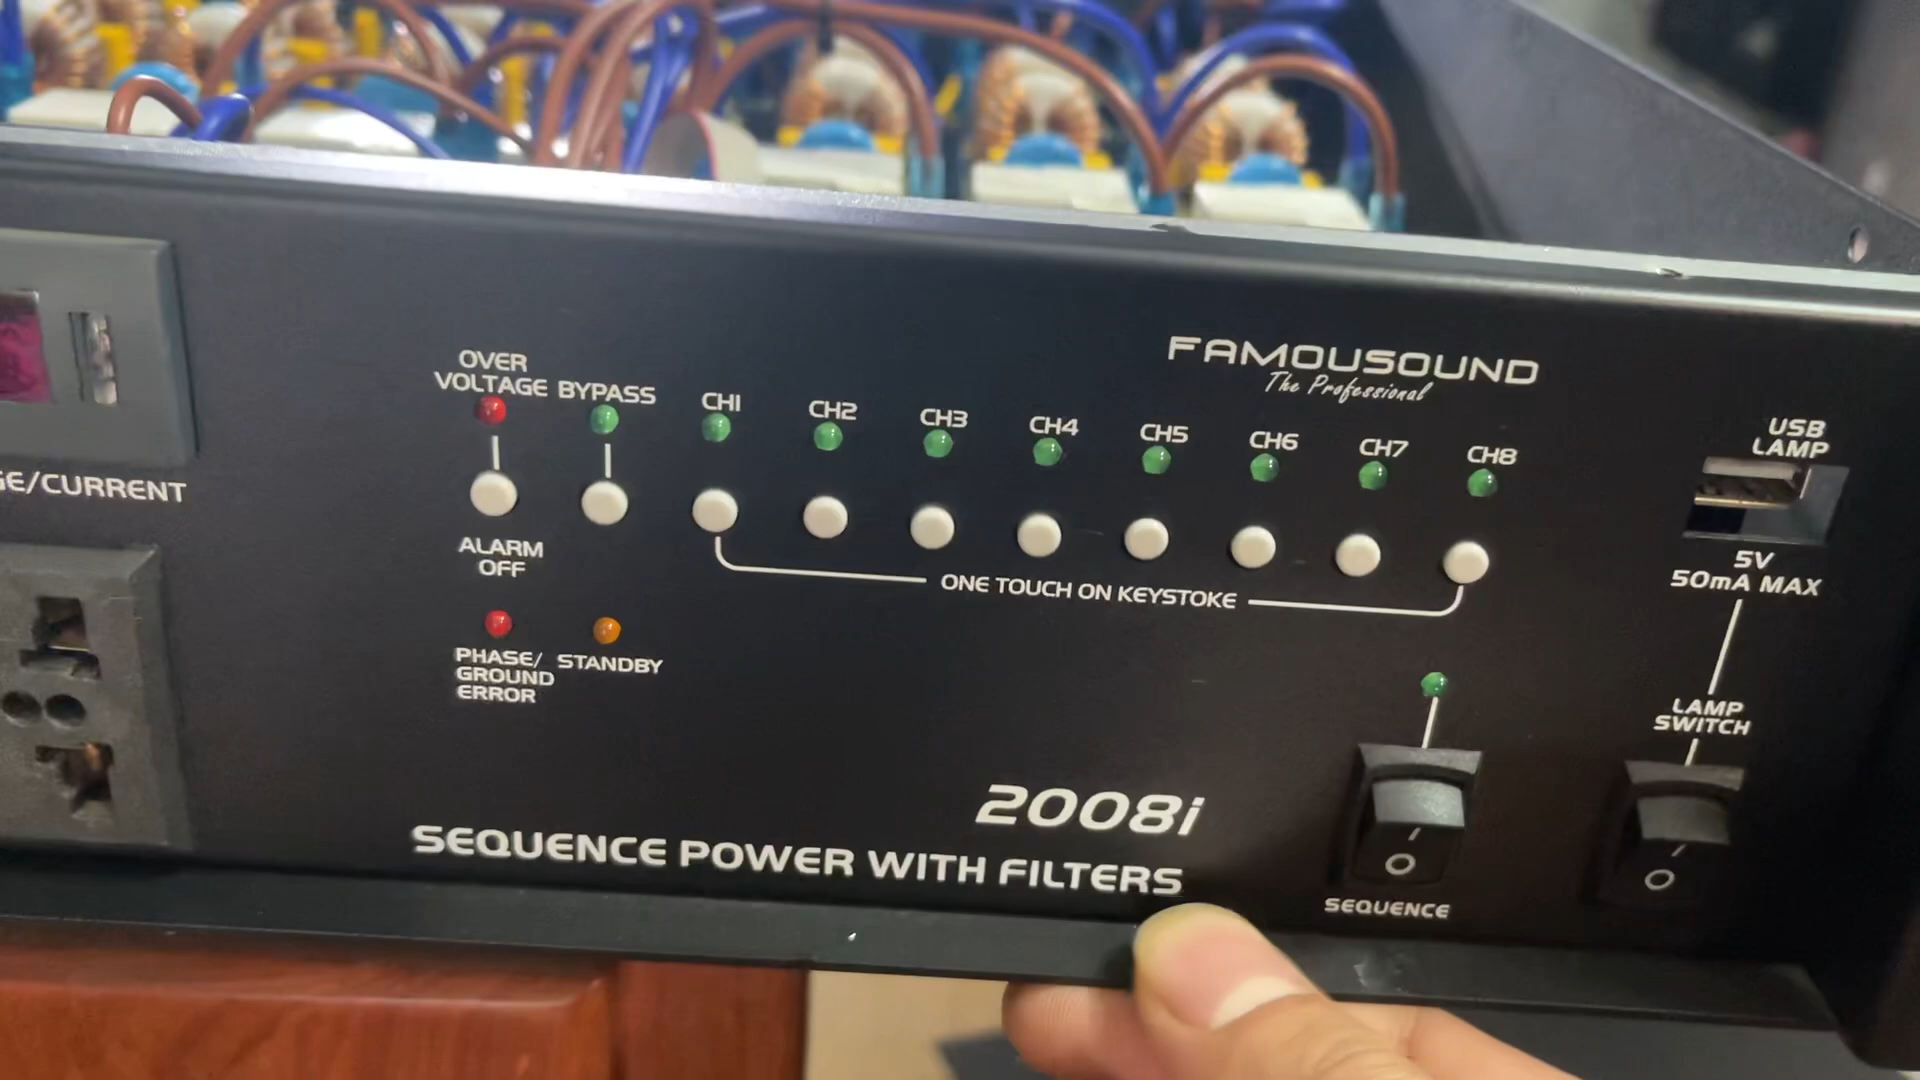 FAMOUSOUND
The Professional
OVER
VOLTAGE
BYPASS
CH1
CH2
CH3
CH4
CH5
CH6
CH7
CH8
USB
LAMP
GE/CURRENT
ALARM
OFF
ONE TOUCH ON KEYSTOKE
5V
50mA MAX
PHASE/
GROUND
ERROR
STANDBY
LAMP
SWITCH
2008i
SEQUENCE POWER WITH FILTERS
SEQUENCE